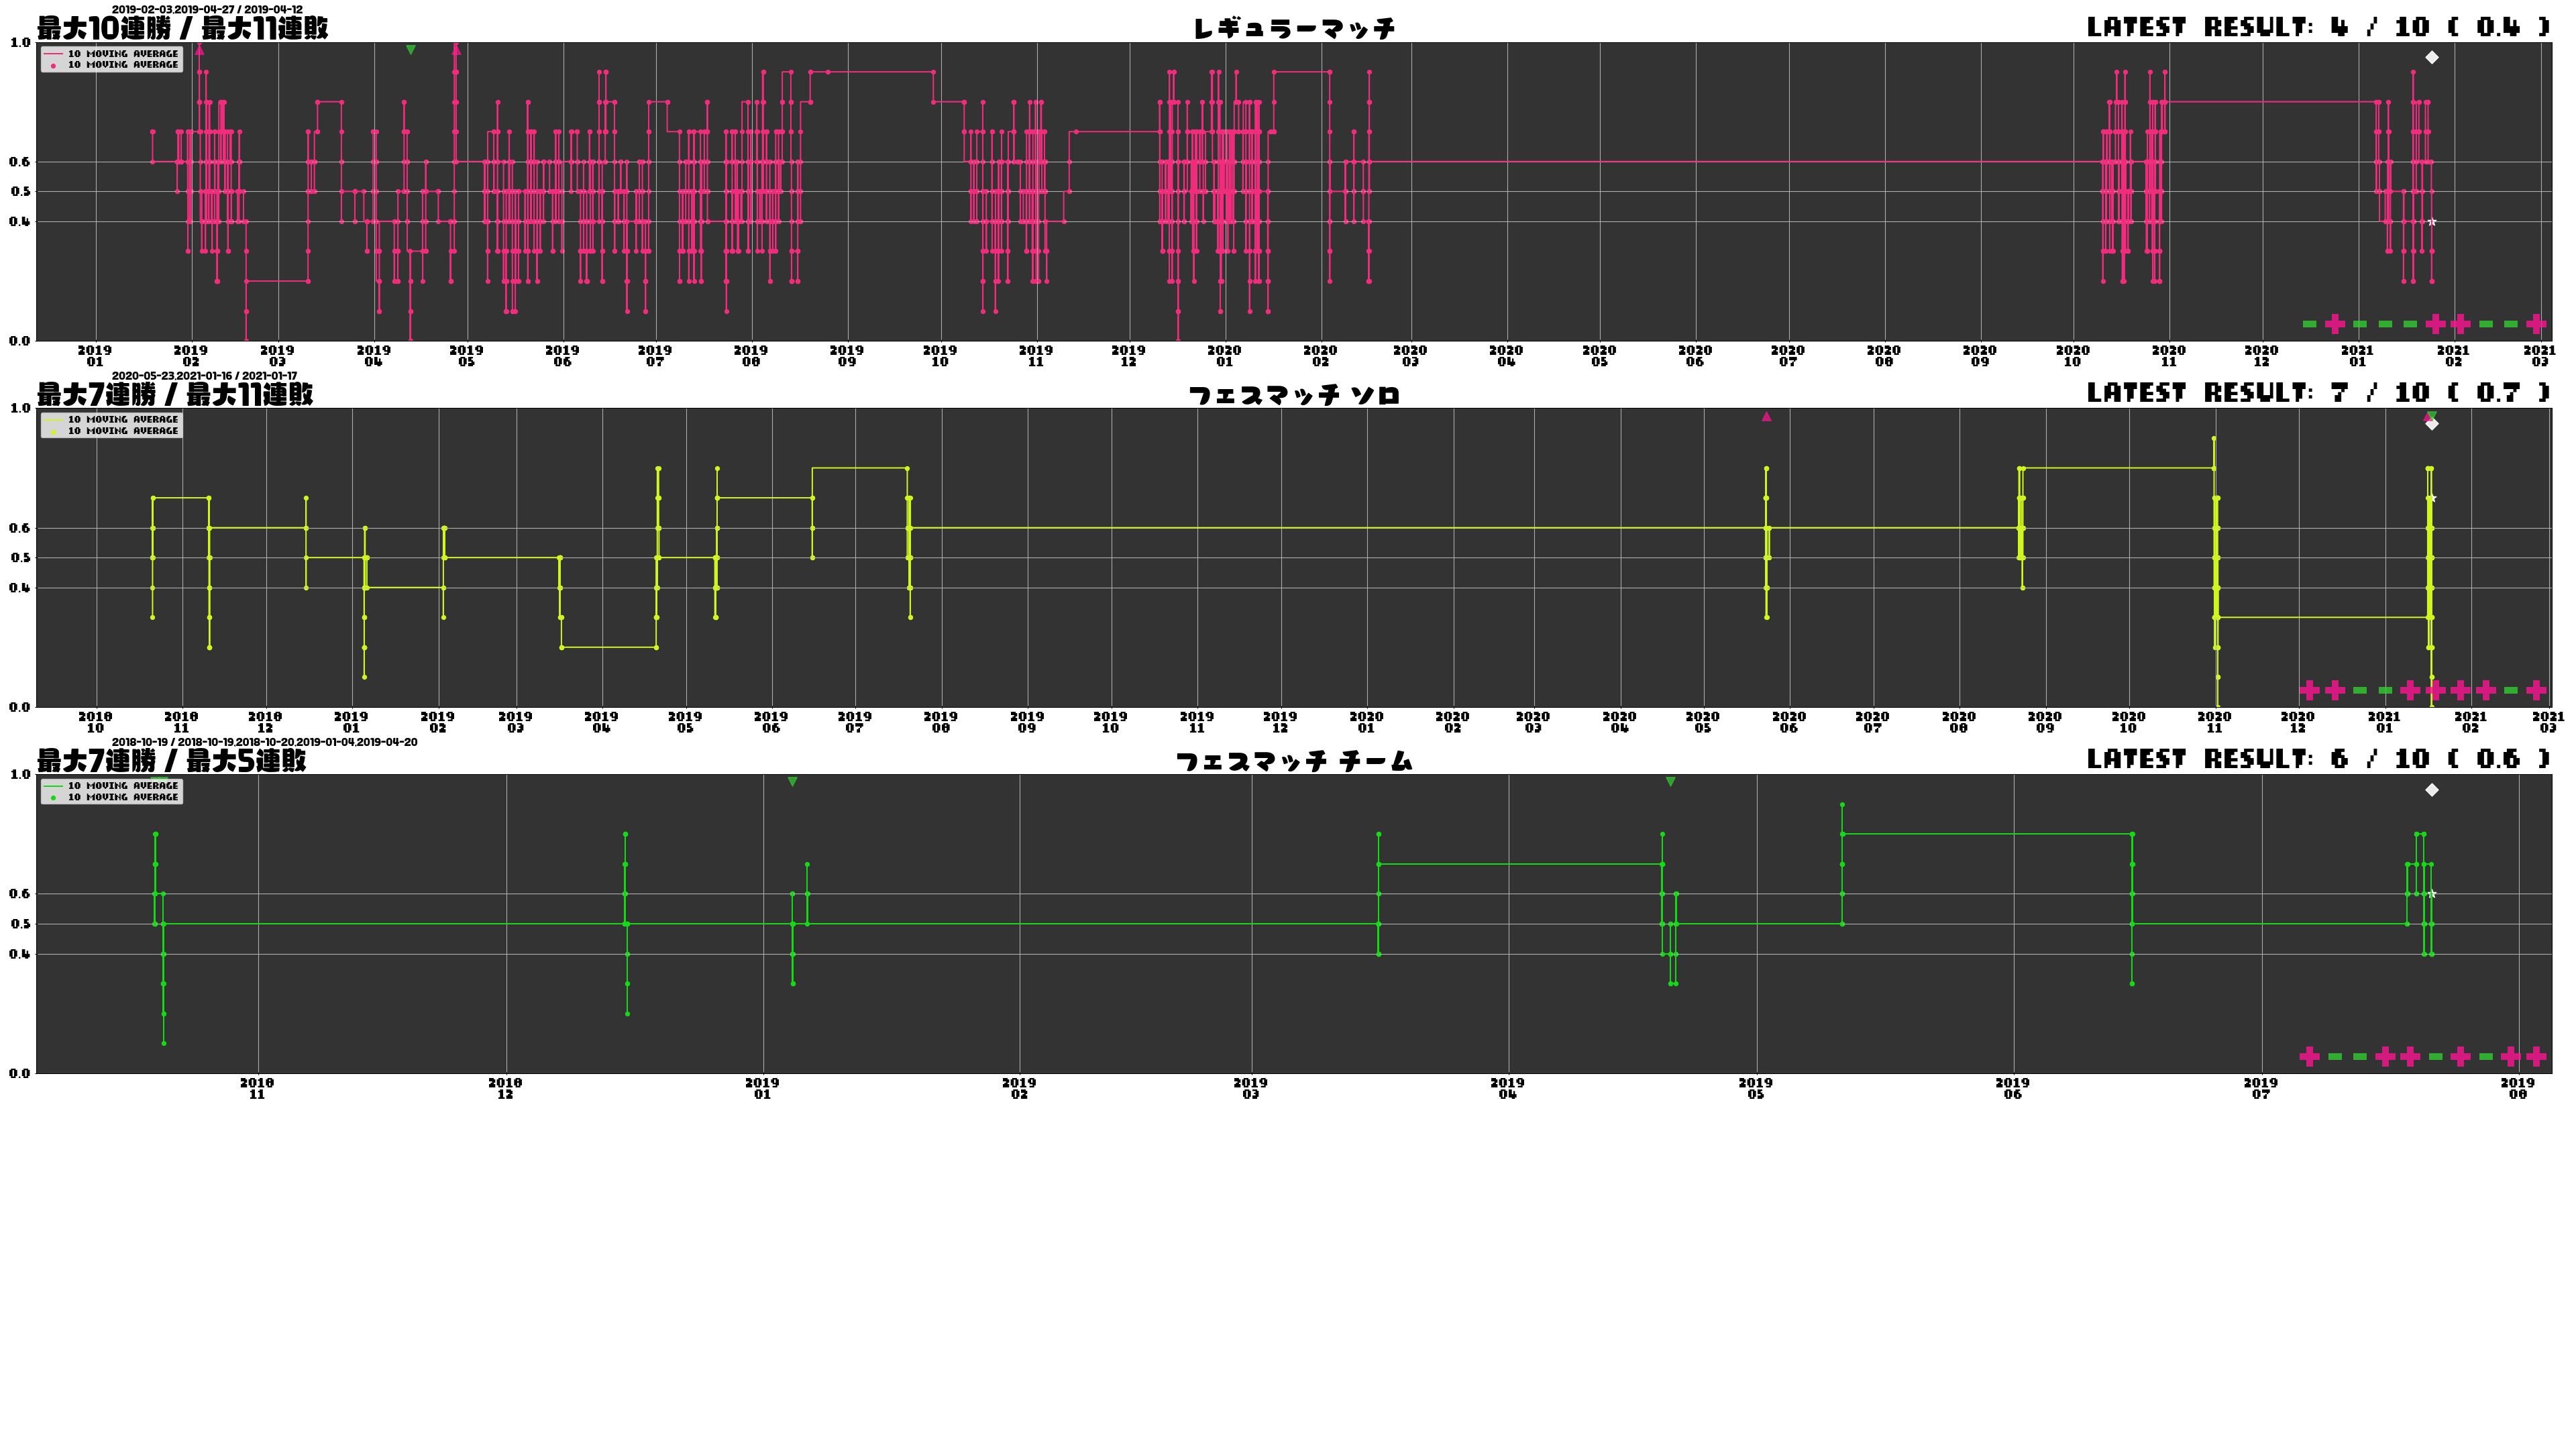 2019-02-03,2019-04-27 / 2019-04-12
最大10連勝 / 最大11連敗
レギュラーマッチ
LATEST RESULT: 4 / 10 ( 0.4 )
10 MOVING AVERAGE
10 MOVING AVERAGE
1.0
0.6
0.5
0.4
0.0
2019 2019 2019 2019 2019 2019 2019 2019 2019 2019 2019 2019 2020 2020 2020 2020 2020 2020 2020 2020 2020 2020 2020 2020 2021 2021 2021
01 02 03 04 05 06 07 08 09 10 11 12 01 02 03 04 05 06 07 08 09 10 11 12 01 02 03
2020-05-23,2021-01-16 / 2021-01-17
最大7連勝 / 最大11連敗
フェスマッチ ソロ
LATEST RESULT: 7 / 10 ( 0.7 )
10 MOVING AVERAGE
10 MOVING AVERAGE
1.0
0.6
0.5
0.4
0.0
2018 2018 2018 2019 2019 2019 2019 2019 2019 2019 2019 2019 2019 2019 2019 2020 2020 2020 2020 2020 2020 2020 2020 2020 2020 2020 2020 2021 2021 2021
10 11 12 01 02 03 04 05 06 07 08 09 10 11 12 01 02 03 04 05 06 07 08 09 10 11 12 01 02 03
2018-10-19 / 2018-10-19,2018-10-20,2019-01-04,2019-04-20
最大7連勝 / 最大5連敗
フェスマッチ チーム
LATEST RESULT: 6 / 10 ( 0.6 )
10 MOVING AVERAGE
10 MOVING AVERAGE
1.0
0.6
0.5
0.4
0.0
2018 2018 2019 2019 2019 2019 2019 2019 2019 2019
11 12 01 02 03 04 05 06 07 08